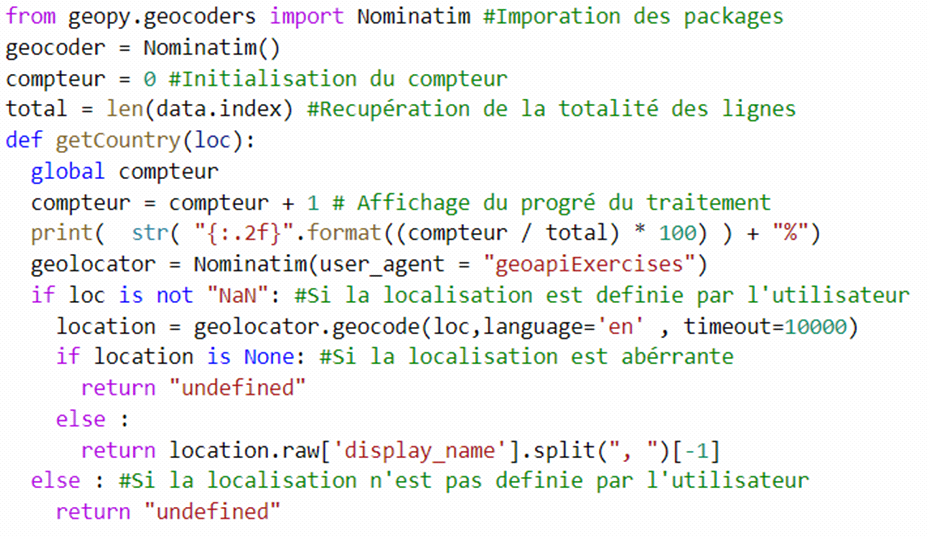 from geopy.geocoders import Nominatim #Imporation des packages
geocoder = Nominatim()
compteur = 0 #Initialisation du compteur
total = len(data.index) #Recupération de la totalité des lignes
def getCountry(loc):
  global compteur
  compteur = compteur + 1 # Affichage du progré du traitement
  print(  str( "{:.2f}".format((compteur / total) * 100) ) + "%")
  geolocator = Nominatim(user_agent = "geoapiExercises")
  if loc is not "NaN": #Si la localisation est definie par l'utilisateur
    location = geolocator.geocode(loc,language='en' , timeout=10000)
    if location is None: #Si la localisation est abérrante
      return "undefined"
    else :
      return location.raw['display_name'].split(", ")[-1]
  else : #Si la localisation n'est pas definie par l'utilisateur
    return "undefined"